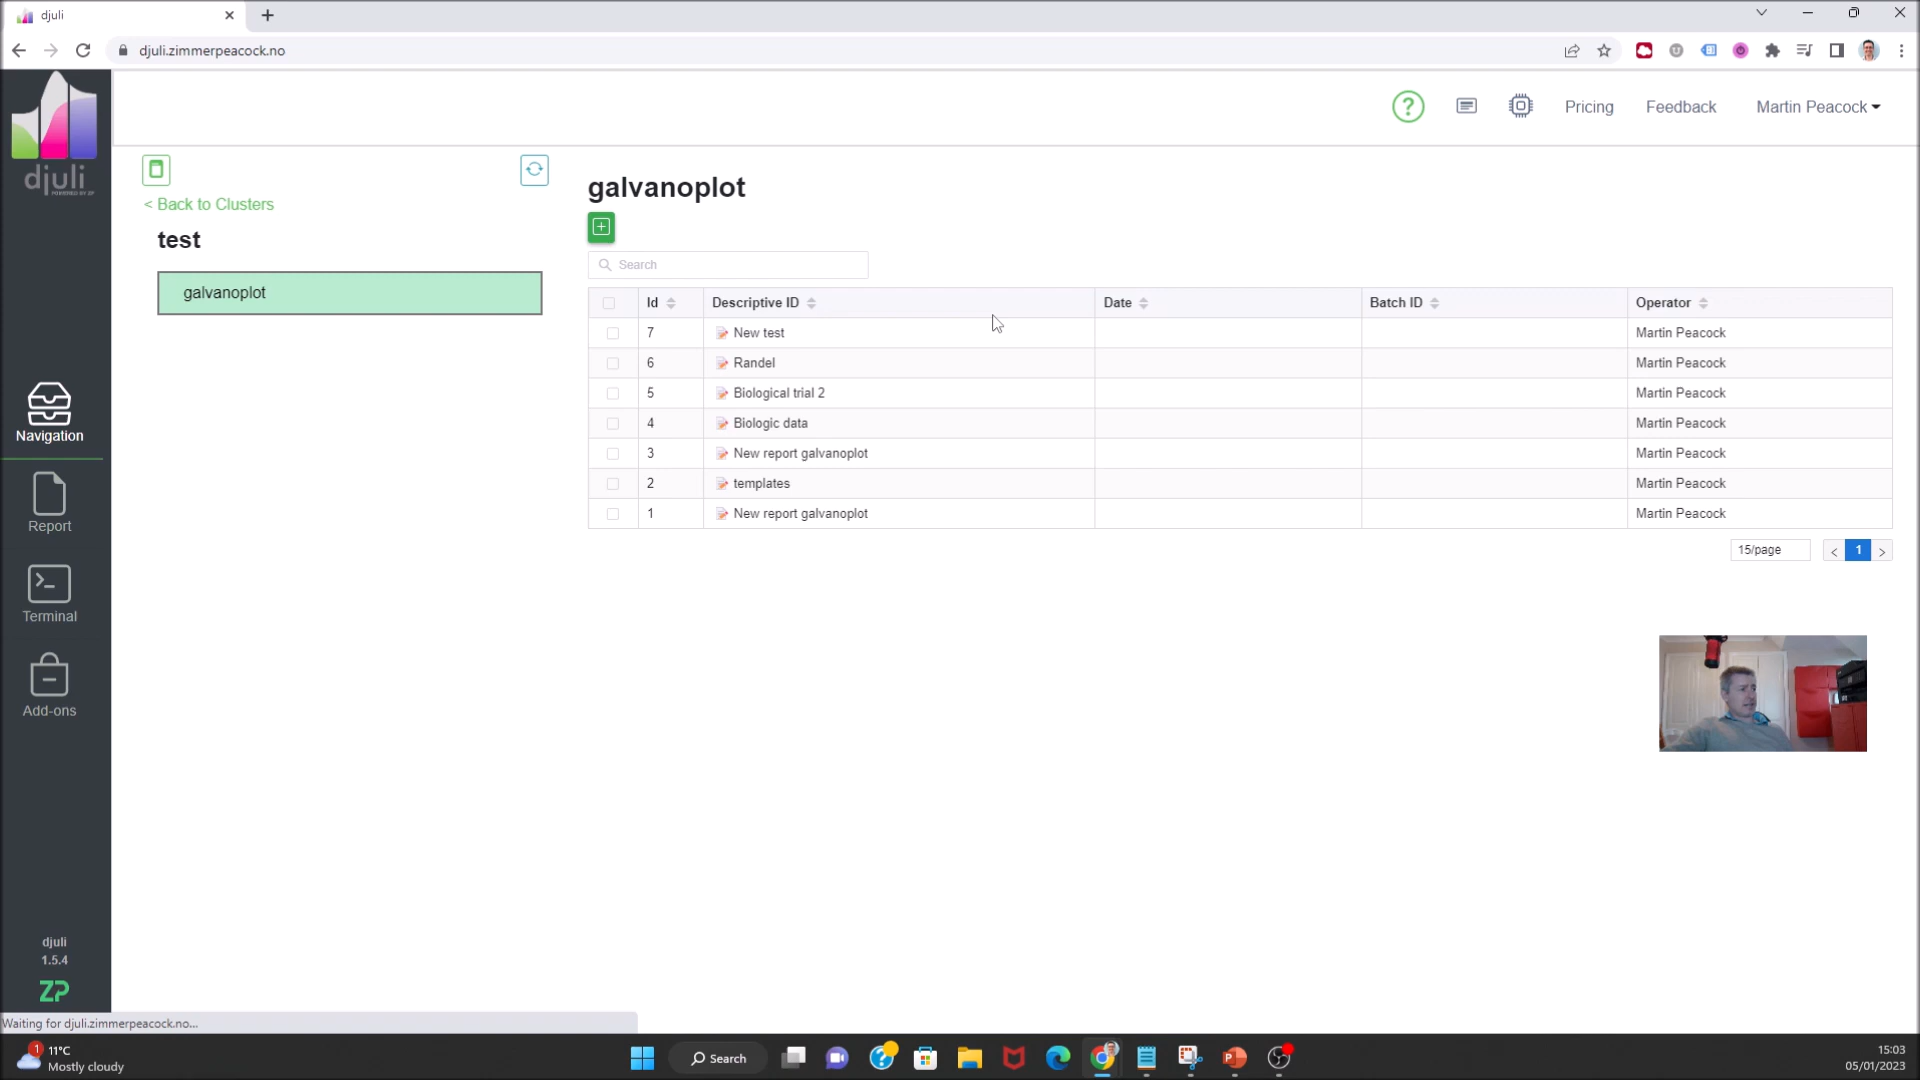 djuli
djuli.zimmerpeacock.no
djuli
POWERED BY ZP
Pricing
Feedback
Martin Peacock
< Back to Clusters
test
galvanoplot
galvanoplot
Search
Id
Descriptive ID
Date
Batch ID
Operator
7
New test
Martin Peacock
6
Randel
Martin Peacock
5
Biological trial 2
Martin Peacock
4
Biologic data
Martin Peacock
3
New report galvanoplot
Martin Peacock
2
templates
Martin Peacock
1
New report galvanoplot
Martin Peacock
15/page
<
1
>
Navigation
Report
Terminal
Add-ons
djuli
1.5.4
ZP
Waiting for djuli.zimmerpeacock.no...
1
11°C
Mostly cloudy
Search
15:03
05/01/2023